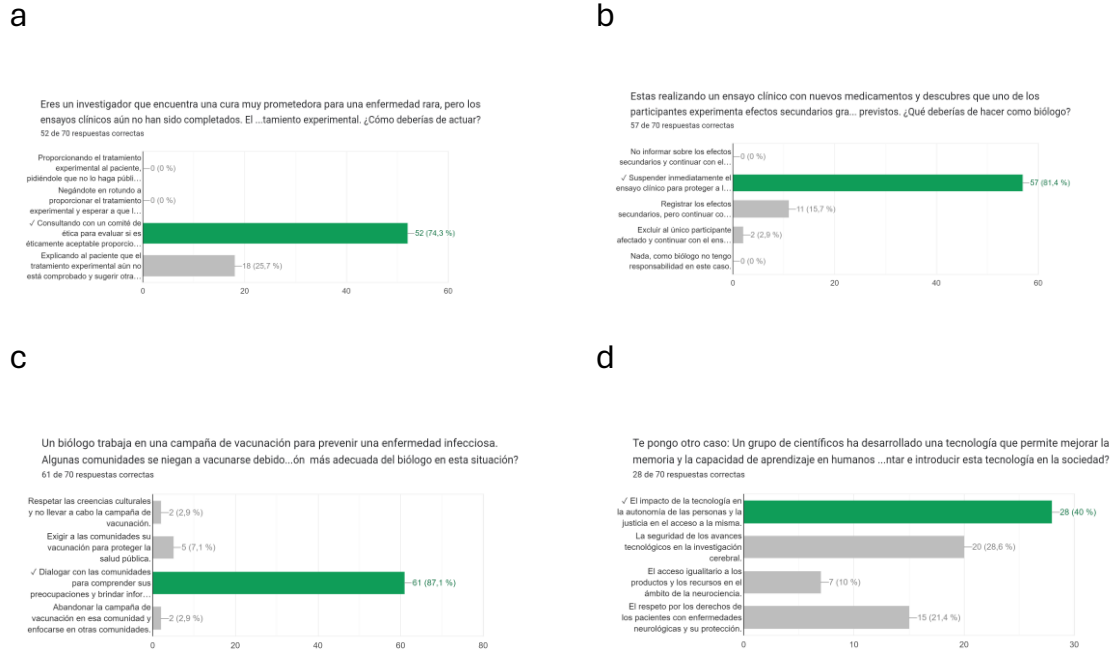 a
Eres un investigador que encuentra una cura muy prometedora para una enfermedad rara, pero los
ensayos clínicos aún no han sido completados. El ...tamiento experimental. ¿Cómo deberías de actuar?
52 de 70 respuestas correctas
Proporcionando el tratamiento
experimental al paciente,
pidiéndole que no lo haga públi…
0 (0 %)
Negándote en rotundo a
proporcionar el tratamiento
experimental y esperar a que l…
0 (0 %)
✓ Consultando con un comité de
ética para evaluar si es
éticamente aceptable proporcio…
52 (74,3 %)
Explicando al paciente que el
tratamiento experimental aún no
está comprobado y sugerir otra…
18 (25,7 %)
0 20 40 60
b
Estas realizando un ensayo clínico con nuevos medicamentos y descubres que uno de los
participantes experimenta efectos secundarios gra... previstos. ¿Qué deberías de hacer como biólogo?
57 de 70 respuestas correctas
No informar sobre los efectos
secundarios y continuar con el…
0 (0 %)
✓ Suspender inmediatamente el
ensayo clínico para proteger a l…
57 (81,4 %)
Registrar los efectos
secundarios, pero continuar co…
11 (15,7 %)
Excluir al único participante
afectado y continuar con el ens…
2 (2,9 %)
Nada, como biólogo no tengo
responsabilidad en este caso.
0 (0 %)
0 20 40 60
c
Un biólogo trabaja en una campaña de vacunación para prevenir una enfermedad infecciosa.
Algunas comunidades se niegan a vacunarse debido...ón más adecuada del biólogo en esta situación?
61 de 70 respuestas correctas
Respetar las creencias culturales
y no llevar a cabo la campaña de
vacunación.
2 (2,9 %)
Exigir a las comunidades su
vacunación para proteger la
salud pública.
5 (7,1 %)
✓ Dialogar con las comunidades
para comprender sus
preocupaciones y brindar infor…
61 (87,1 %)
Abandonar la campaña de
vacunación en esa comunidad y
enfocarse en otras comunidades.
2 (2,9 %)
0 20 40 60 80
d
Te pongo otro caso: Un grupo de científicos ha desarrollado una tecnología que permite mejorar la
memoria y la capacidad de aprendizaje en humanos ...ntar e introducir esta tecnología en la sociedad?
28 de 70 respuestas correctas
✓ El impacto de la tecnología en
la autonomía de las personas y la
justicia en el acceso a la misma.
28 (40 %)
La seguridad de los avances
tecnológicos en la investigación
cerebral.
20 (28,6 %)
El acceso igualitario a los
productos y los recursos en el
ámbito de la neurociencia.
7 (10 %)
El respeto por los derechos de
los pacientes con enfermedades
neurológicas y su protección.
15 (21,4 %)
0 10 20 30